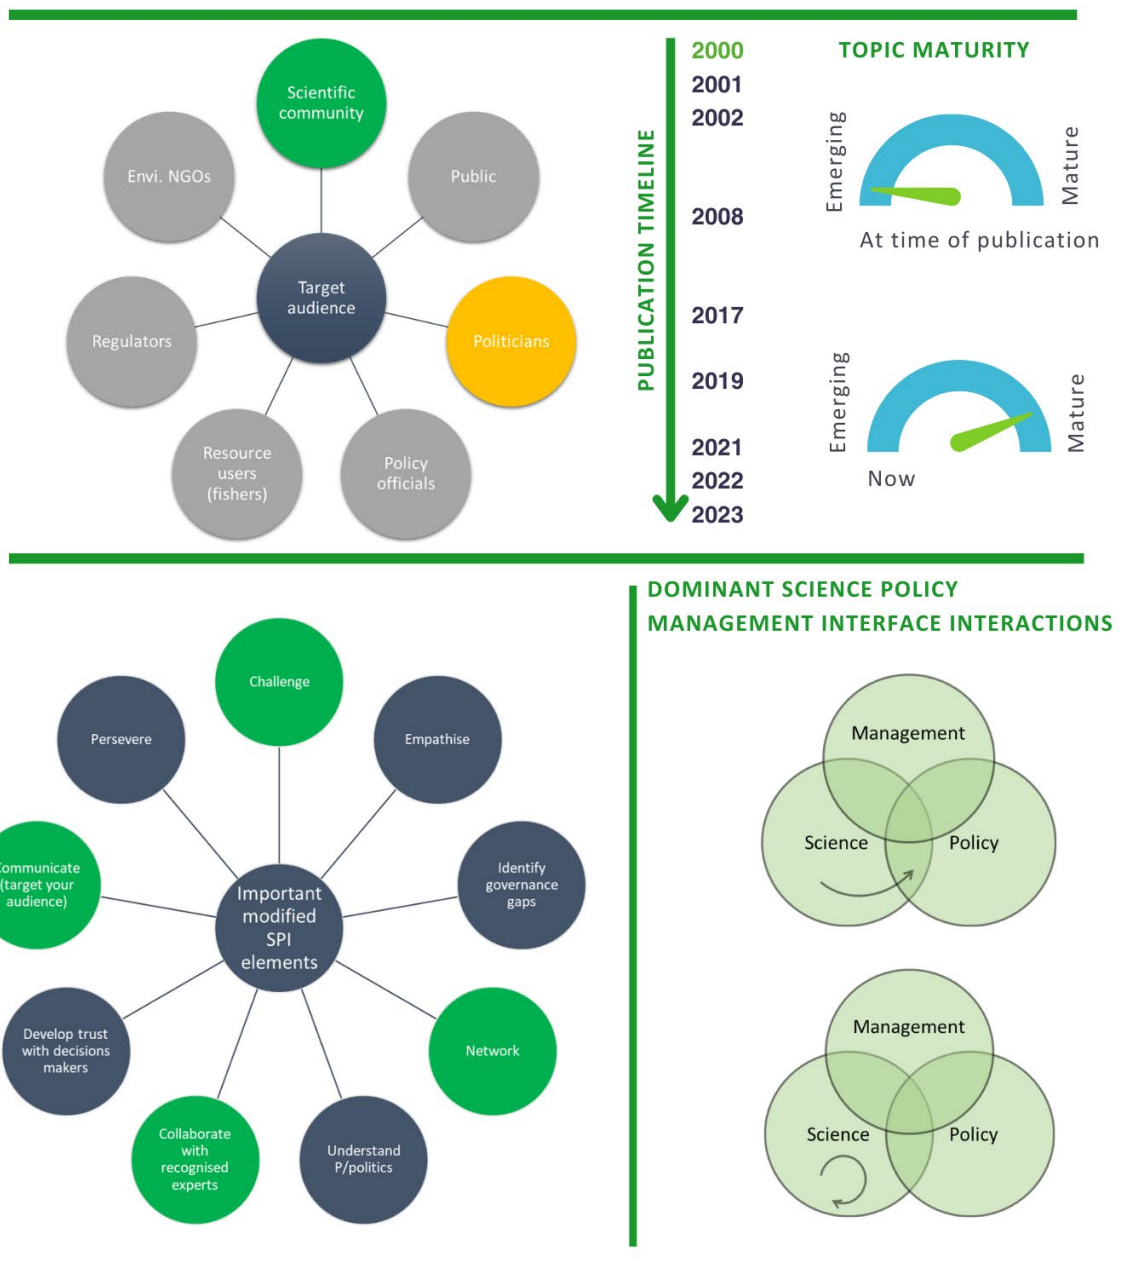 Scientific
community
Envi. NGOs
Public
Target
audience
Regulators
Politicians
Resource
users
(fishers)
Policy
officials
PUBLICATION TIMELINE
2000
2001
2002
2008
2017
2019
2021
2022
2023
TOPIC MATURITY
Emerging
Mature
At time of publication
Emerging
Mature
Now
Challenge
Persevere
Empathise
ommunicate
(target your
audience)
Identify
governance
gaps
Important
modified
SPI
elements
Develop trust
with decisions
makers
Network
Collaborate
with
recognised
experts
Understand
P/politics
DOMINANT SCIENCE POLICY
MANAGEMENT INTERFACE INTERACTIONS
Management
Science
Policy
Management
Science
Policy